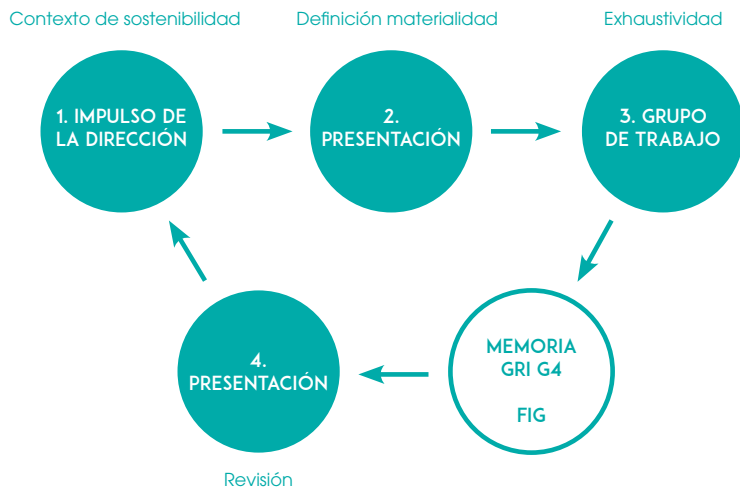 Contexto de sostenibilidad
Definición materialidad
Exhaustividad
1. IMPULSO DE
LA DIRECCIÓN
2.
PRESENTACIÓN
3. GRUPO
DE TRABAJO
MEMORIA
GRI G4
FIG
4.
PRESENTACIÓN
Revisión